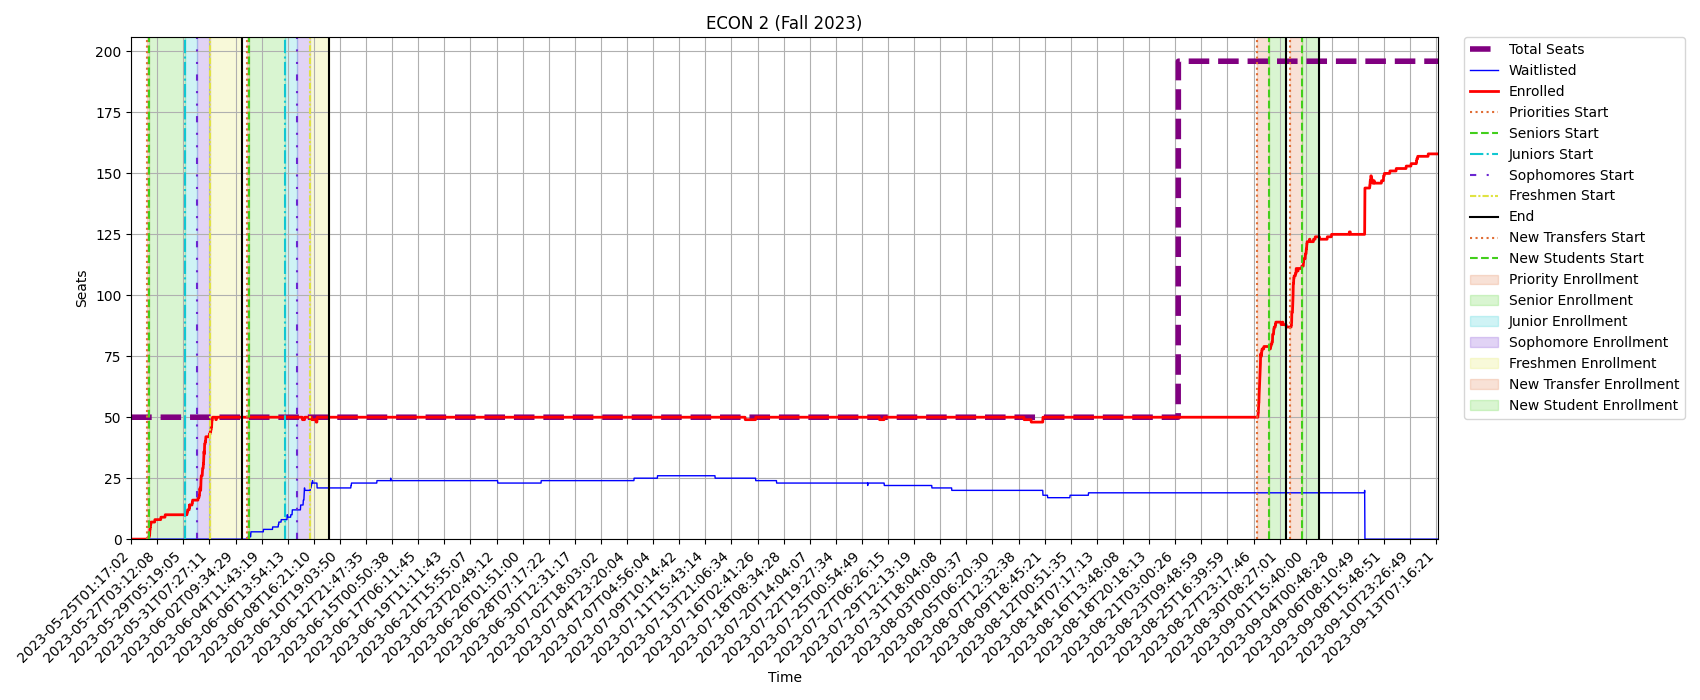 ECON 2 (Fall 2023)
200
175
150
125
100
75
50
25
0
Seats
2023-05-25T01:17:02
2023-05-27T03:12:08
2023-05-29T05:19:05
2023-05-31T07:27:11
2023-06-02T09:34:29
2023-06-04T11:43:19
2023-06-06T13:54:13
2023-06-08T16:21:10
2023-06-10T19:03:50
2023-06-12T21:47:35
2023-06-15T00:50:38
2023-06-17T06:11:45
2023-06-19T11:11:43
2023-06-21T15:55:07
2023-06-23T20:49:12
2023-06-26T01:51:00
2023-06-28T07:17:22
2023-06-30T12:31:17
2023-07-02T18:03:02
2023-07-04T23:20:04
2023-07-07T04:56:04
2023-07-09T10:14:42
2023-07-11T15:43:14
2023-07-13T21:06:34
2023-07-16T02:41:26
2023-07-18T08:34:28
2023-07-20T14:04:07
2023-07-22T19:27:34
2023-07-25T00:54:49
2023-07-27T06:26:15
2023-07-29T12:13:19
2023-07-31T18:04:08
2023-08-03T00:00:37
2023-08-05T06:20:30
2023-08-07T12:32:38
2023-08-09T18:45:21
2023-08-12T00:51:35
2023-08-14T07:17:13
2023-08-16T13:48:08
2023-08-18T20:18:13
2023-08-21T03:00:26
2023-08-23T09:48:59
2023-08-25T16:39:59
2023-08-27T23:17:46
2023-08-30T08:27:01
2023-09-01T15:40:00
2023-09-04T00:48:28
2023-09-06T08:10:49
2023-09-08T15:48:51
2023-09-10T23:26:49
2023-09-13T07:16:21
Time
Total Seats
Waitlisted
Enrolled
Priorities Start
Seniors Start
Juniors Start
Sophomores Start
Freshmen Start
End
New Transfers Start
New Students Start
Priority Enrollment
Senior Enrollment
Junior Enrollment
Sophomore Enrollment
Freshmen Enrollment
New Transfer Enrollment
New Student Enrollment